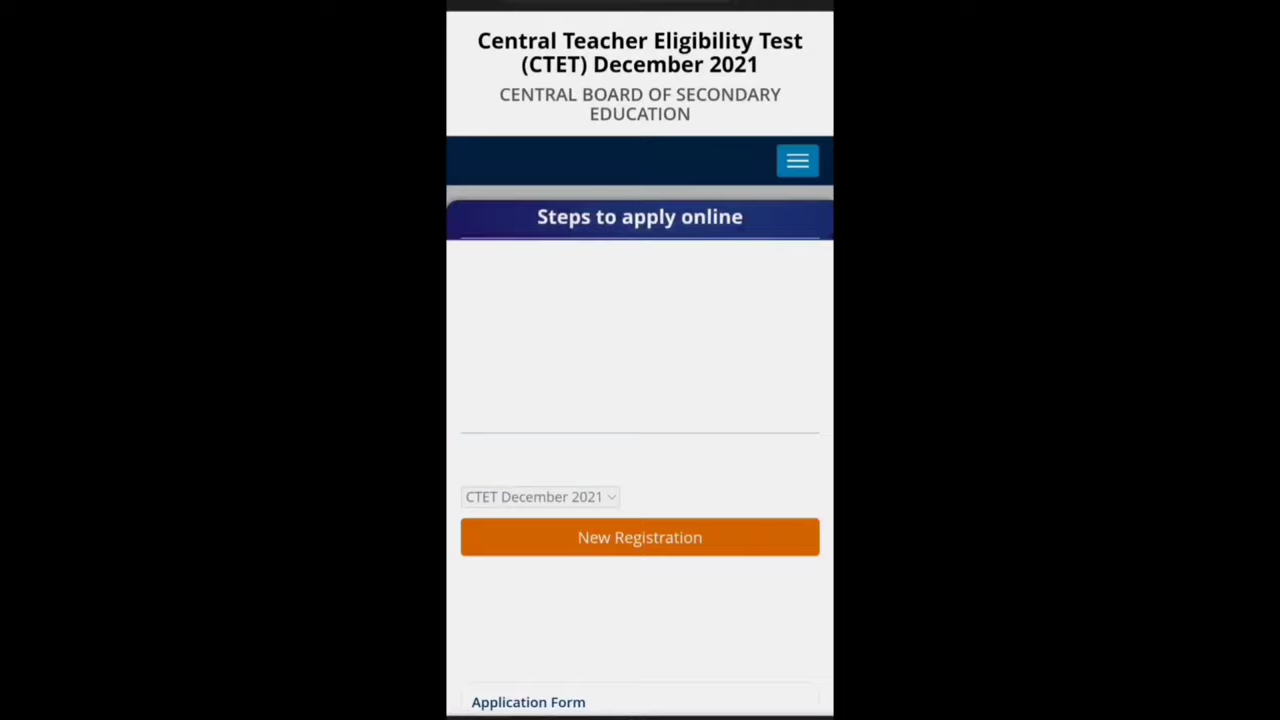 Central Teacher Eligibility Test
(CTET) December 2021
CENTRAL BOARD OF SECONDARY
EDUCATION
Steps to apply online
CTET December 2021
New Registration
Application Form